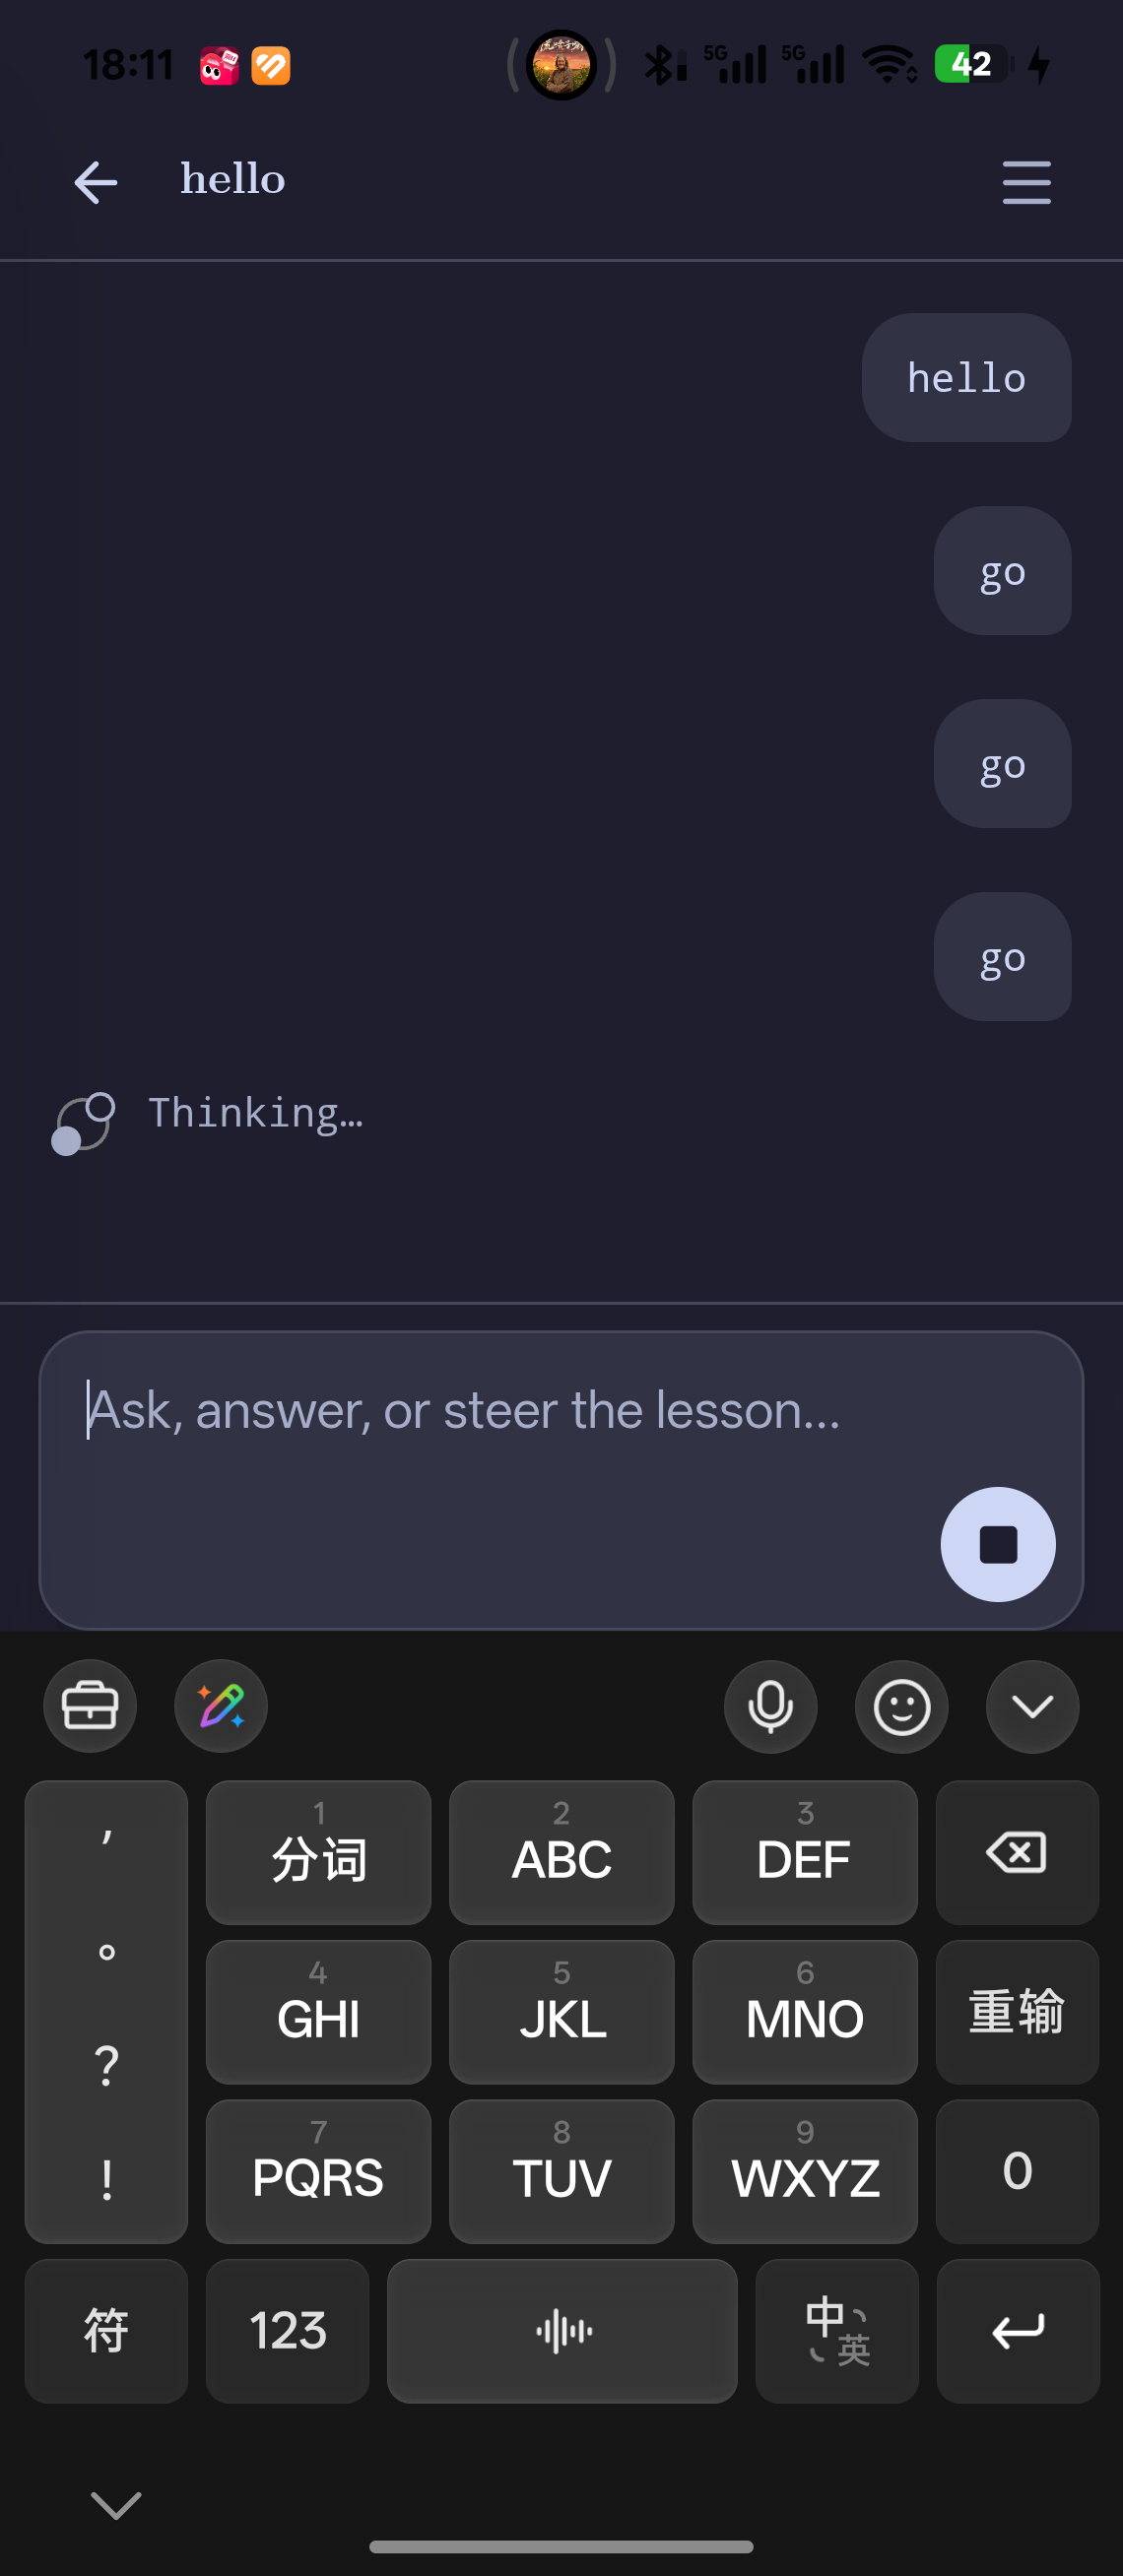 18:11
5G
5G
42
hello
hello
go
go
go
Thinking…
Ask, answer, or steer the lesson...
,
。
?
!
1
分词
2
ABC
3
DEF
4
GHI
5
JKL
6
MNO
重输
7
PQRS
8
TUV
9
WXYZ
0
符
123
中
英